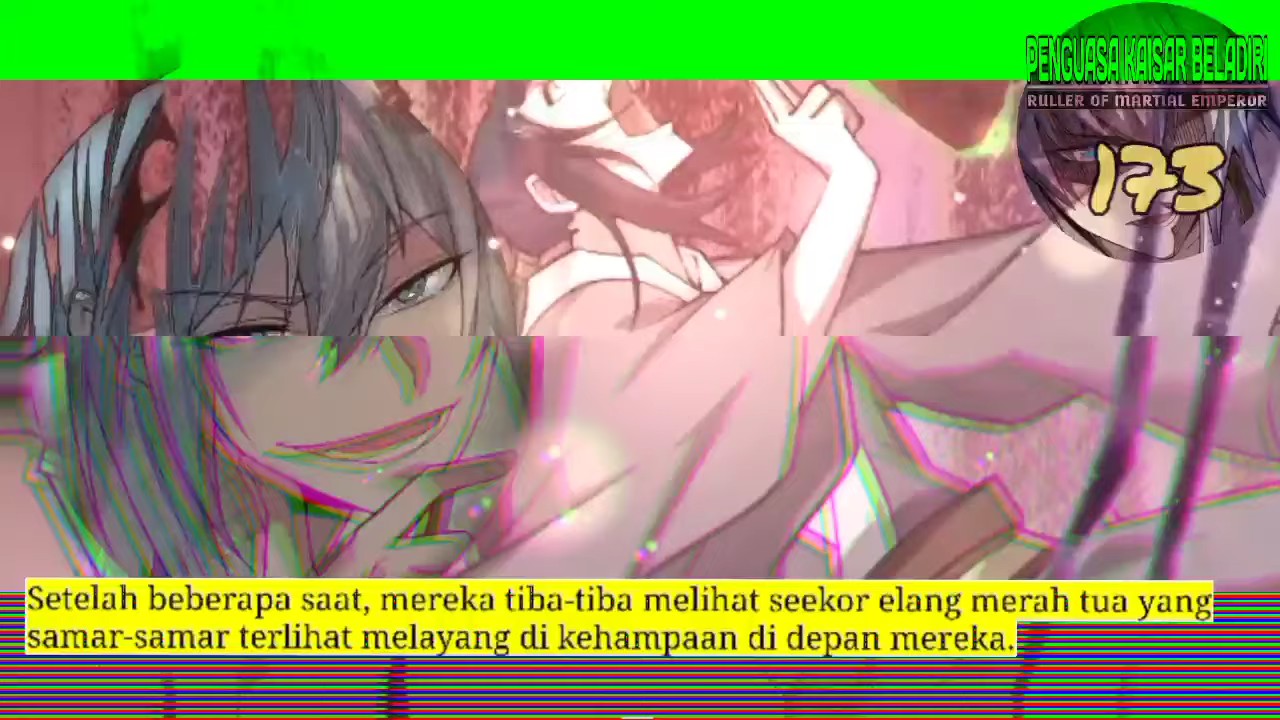 PENGUASA KAISAR BELADIRI
RULLER OF MARTIAL EMPEROR
173
Setelah beberapa saat, mereka tiba-tiba melihat seekor elang merah tua yang
samar-samar terlihat melayang di kehampaan di depan mereka.